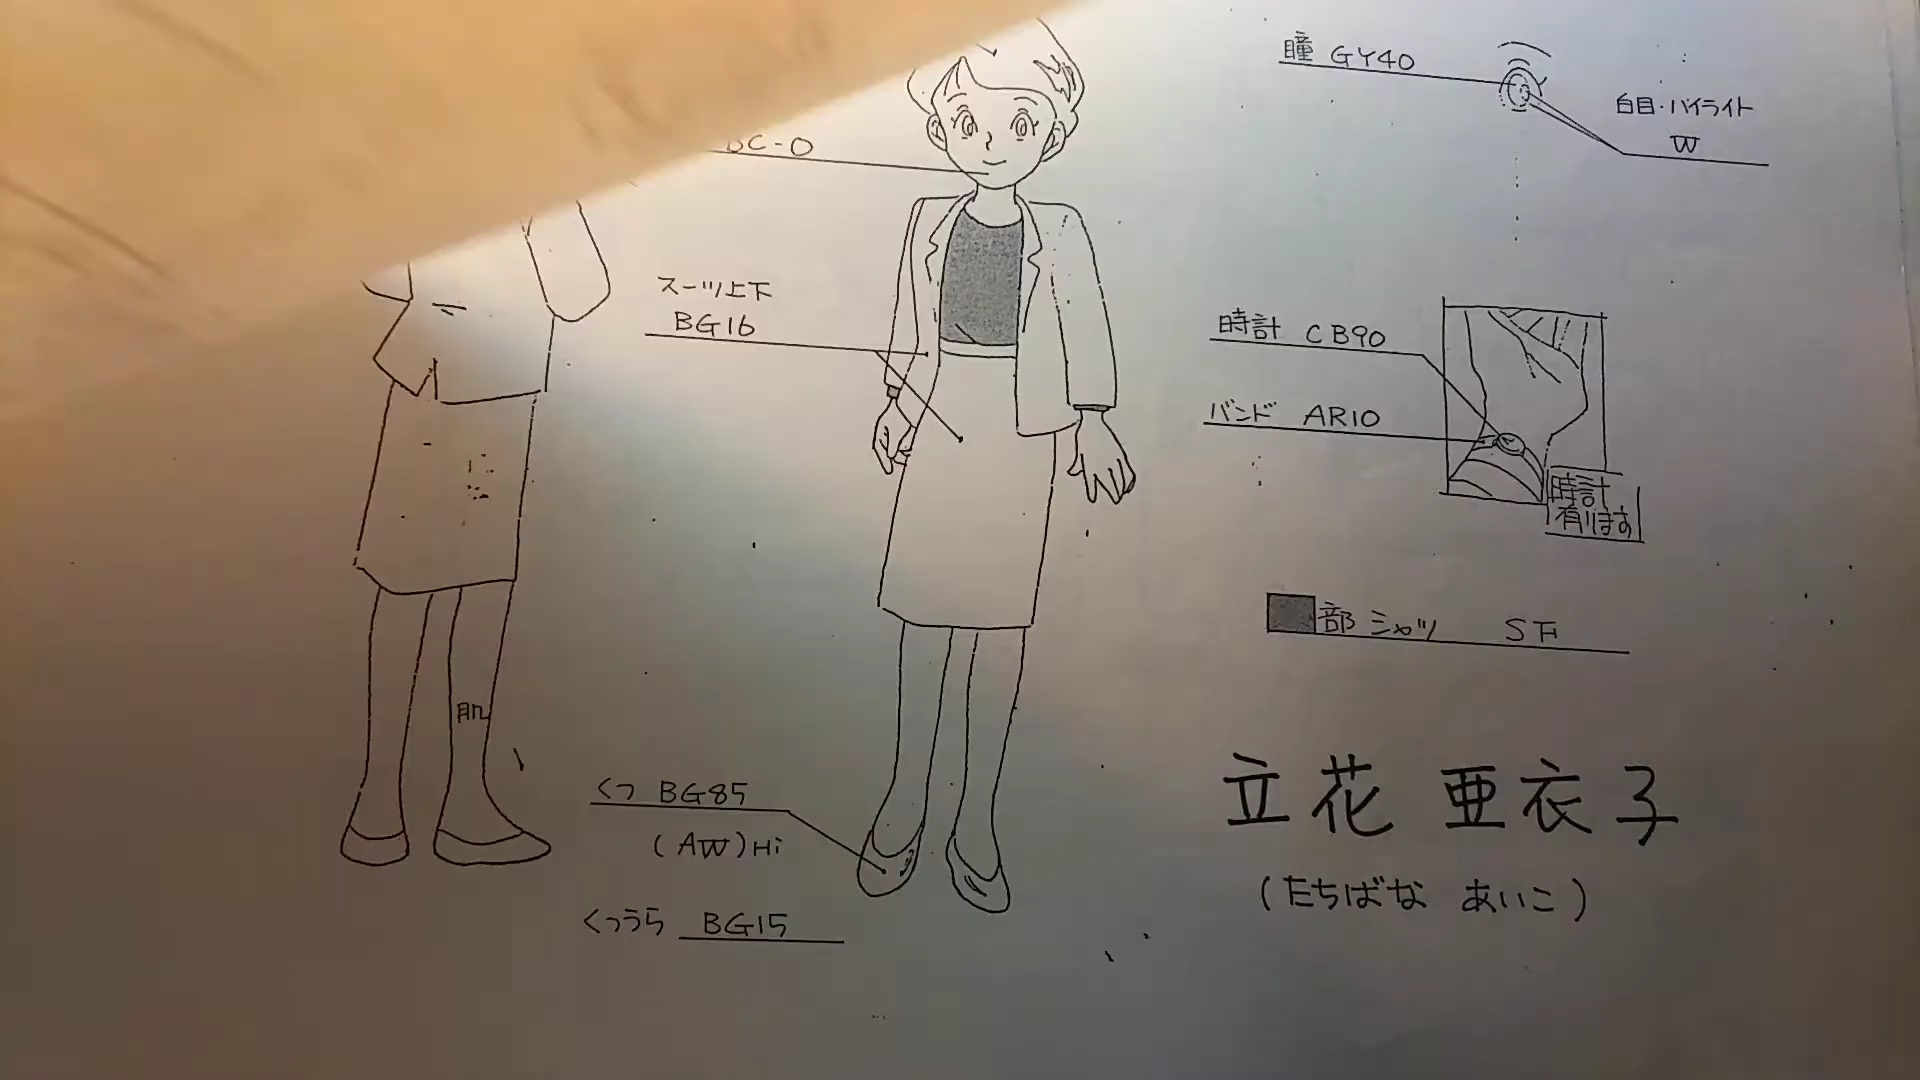 瞳 GY40
白目・ハイライト
W
C-0
スーツ上下
BG16
時計 CB90
バンド AR10
時計
有ります
部 シャツ SF
肌
くつ BG85
(AW)Hi
くつうら BG15
立花 亜衣子
(たちばな あいこ)